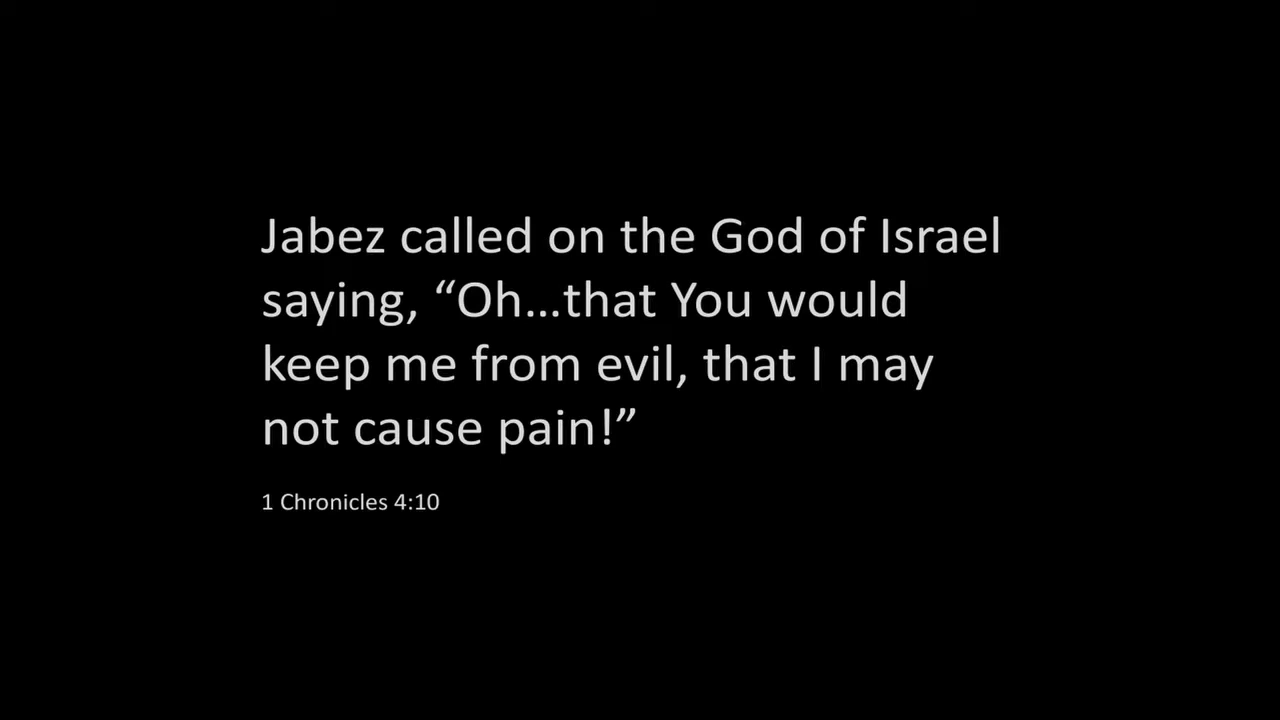 Jabez called on the God of Israel
saying, “Oh…that You would
keep me from evil, that I may
not cause pain!”
1 Chronicles 4:10